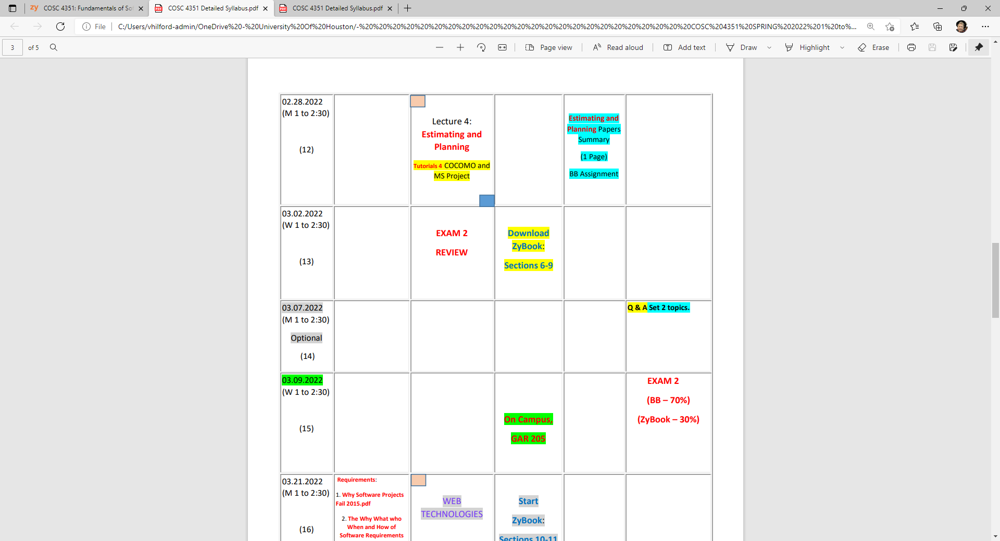 COSC 4351: Fundamentals of So
COSC 4351 Detailed Syllabus.pdf
COSC 4351 Detailed Syllabus.pdf
File
C:/Users/vhilford-admin/OneDrive%20-%20University%20Of%20Houston/-%20%20%20%20%20%20%20%20%20%20%20%20%20%20%20%20%20%20%20%20%20%20%20COSC%204351%20SPRING%202022%201%20to%...
3
of 5
Page view
Read aloud
Add text
Draw
Highlight
Erase
02.28.2022
(M 1 to 2:30)
(12)
Lecture 4:
Estimating and
Planning
Tutorials 4 COCOMO and
MS Project
Estimating and
Planning Papers
Summary
(1 Page)
BB Assignment
03.02.2022
(W 1 to 2:30)
(13)
EXAM 2
REVIEW
Download
ZyBook:
Sections 6-9
03.07.2022
(M 1 to 2:30)
Optional
(14)
Q & A Set 2 topics.
03.09.2022
(W 1 to 2:30)
(15)
On Campus,
GAR 205
EXAM 2
(BB – 70%)
(ZyBook – 30%)
03.21.2022
(M 1 to 2:30)
(16)
Requirements:
1. Why Software Projects
Fail 2015.pdf
2. The Why What who
When and How of
Software Requirements
WEB
TECHNOLOGIES
Start
ZyBook:
Sections 10-11